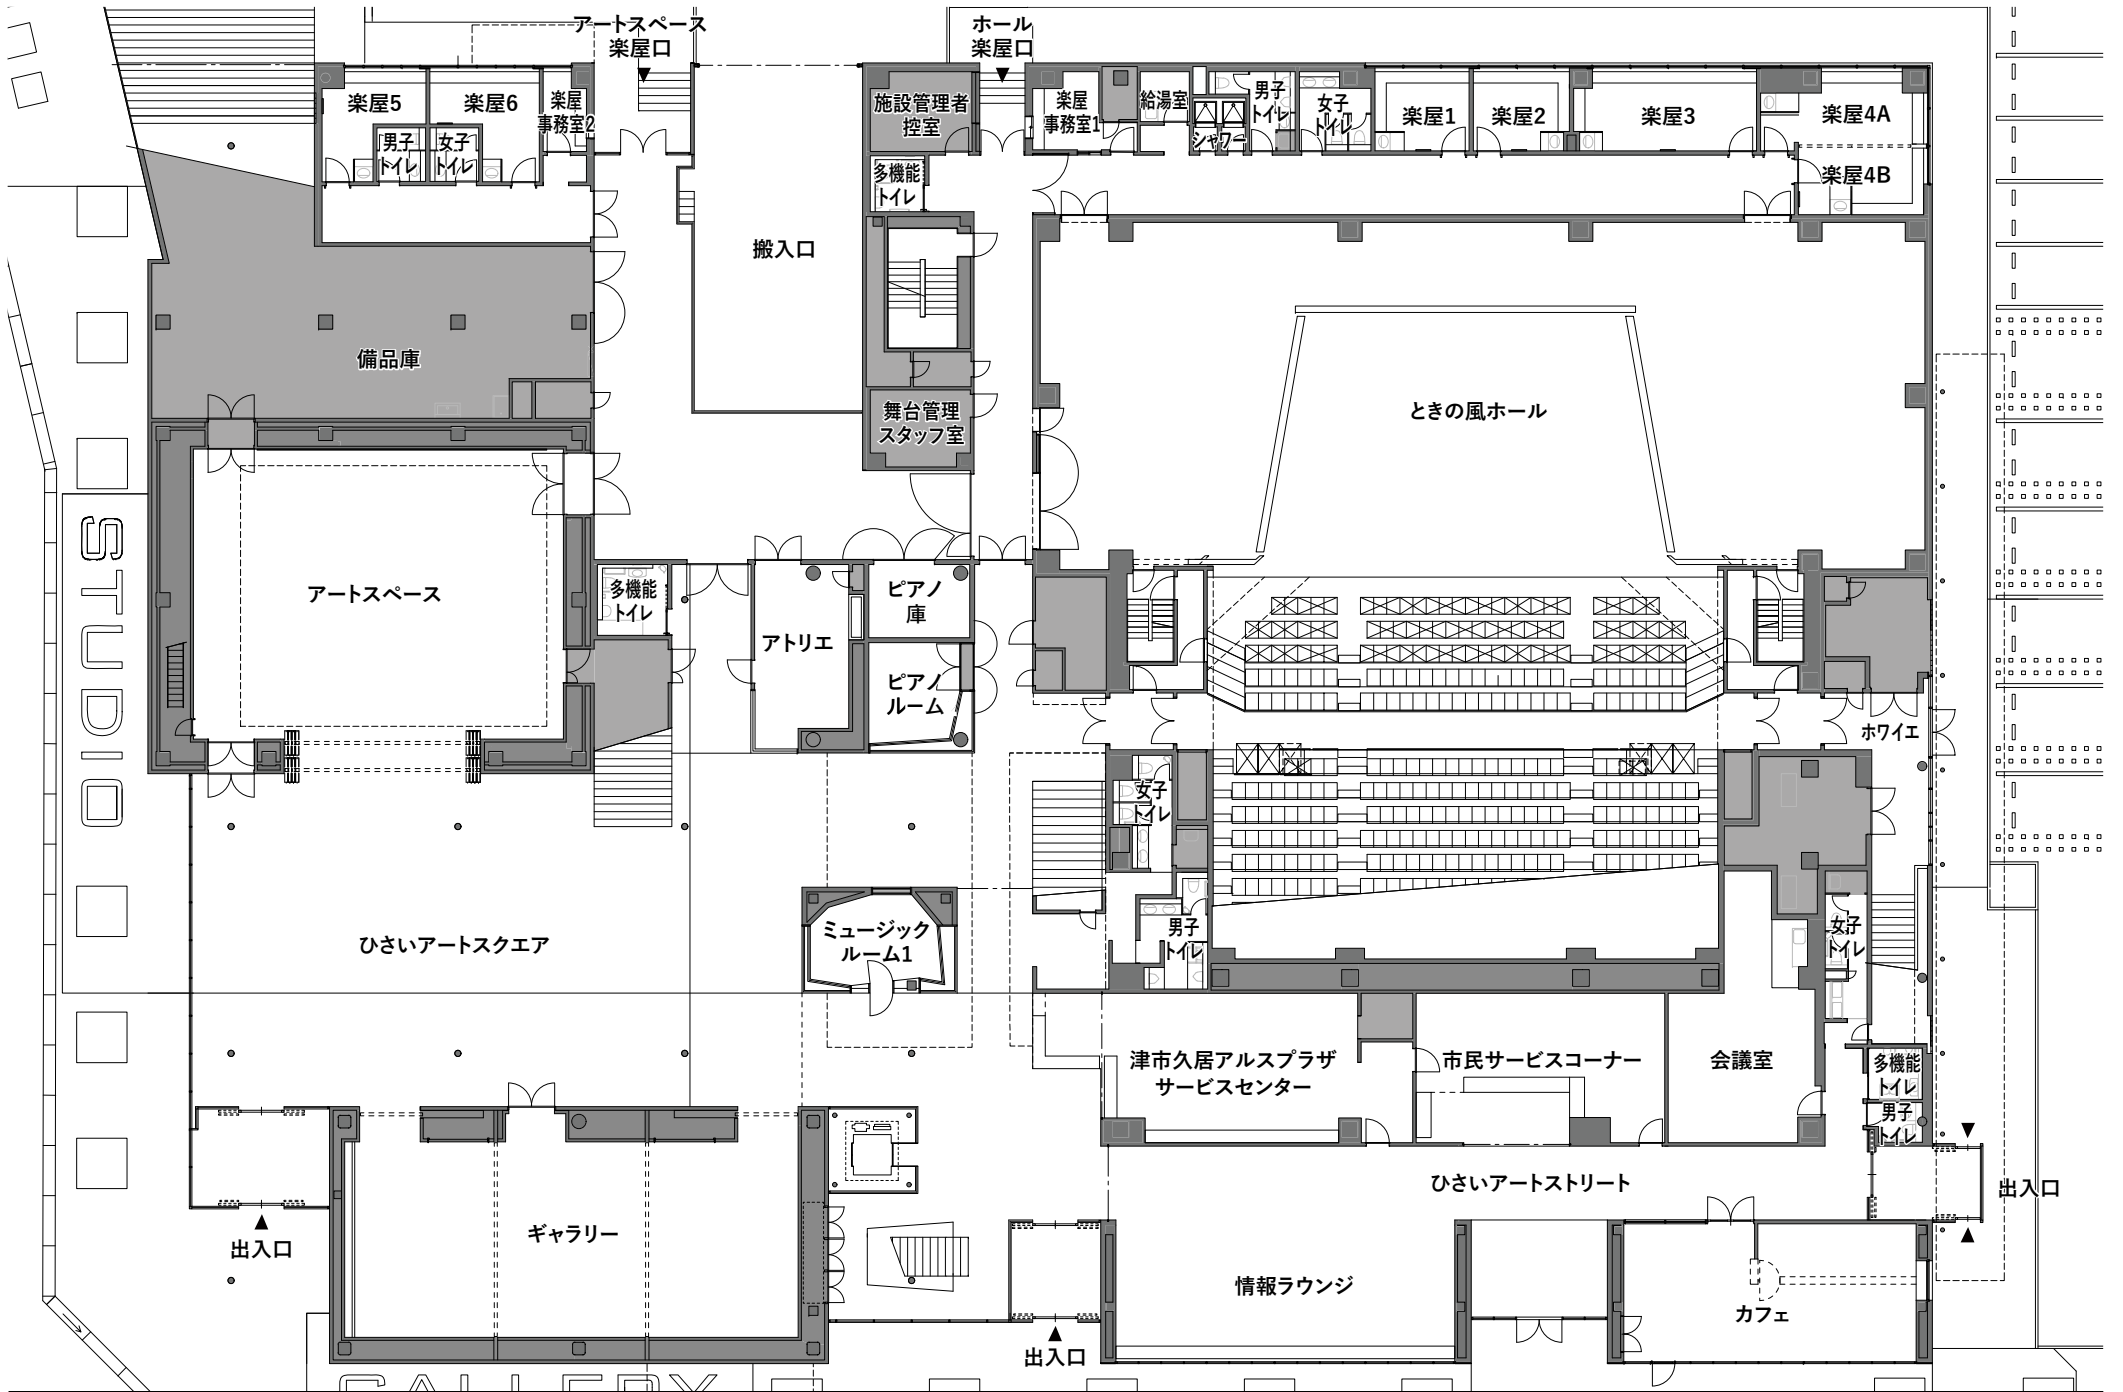 アートスペース
楽屋口
ホール
楽屋口
楽屋5
楽屋6
楽屋
事務室2
男子
トイレ
女子
トイレ
施設管理者
控室
楽屋
事務室1
給湯室
シャワー
男子
トイレ
女子
トイレ
楽屋1
楽屋2
楽屋3
楽屋4A
楽屋4B
多機能
トイレ
搬入口
備品庫
舞台管理
スタッフ室
ときの風ホール
STUDIO
アートスペース
多機能
トイレ
アトリエ
ピアノ
庫
ピアノ
ルーム
ホワイエ
女子
トイレ
男子
トイレ
女子
トイレ
ひさいアートスクエア
ミュージック
ルーム1
津市久居アルスプラザ
サービスセンター
市民サービスコーナー
会議室
多機能
トイレ
男子
トイレ
ひさいアートストリート
出入口
ギャラリー
出入口
情報ラウンジ
カフェ
出入口
GALLERY